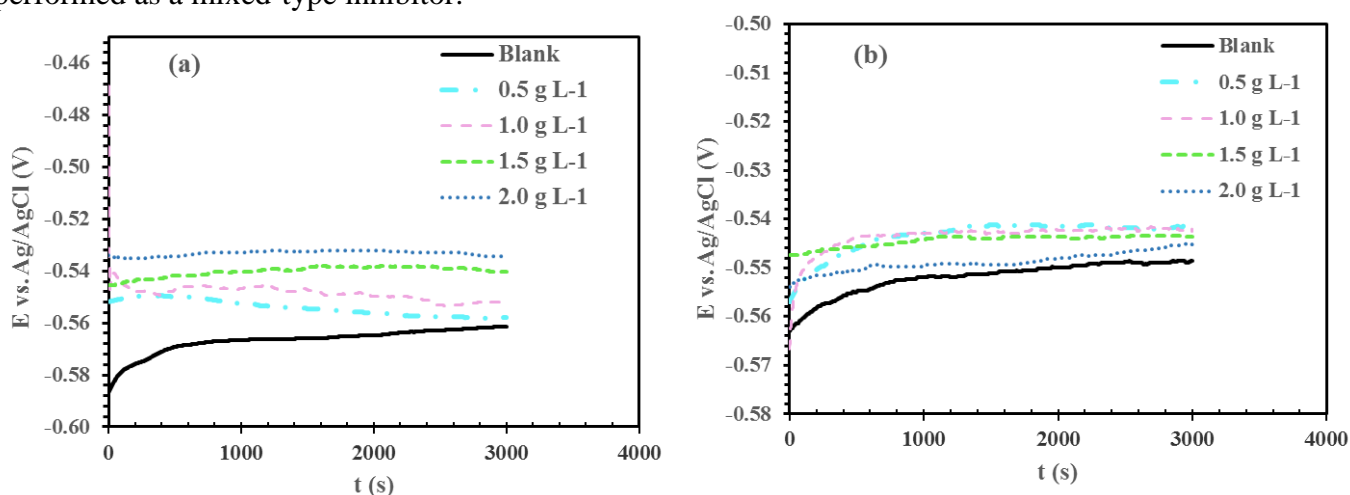 performed as a mixed-type inhibitor.
(a)
Blank
0.5 g L-1
1.0 g L-1
1.5 g L-1
2.0 g L-1
-0.46
-0.48
-0.50
-0.52
-0.54
-0.56
-0.58
-0.60
E vs. Ag/AgCl (V)
0
1000
2000
3000
4000
t (s)
(b)
Blank
0.5 g L-1
1.0 g L-1
1.5 g L-1
2.0 g L-1
-0.50
-0.51
-0.52
-0.53
-0.54
-0.55
-0.56
-0.57
-0.58
E vs. Ag/AgCl (V)
0
1000
2000
3000
4000
t (s)